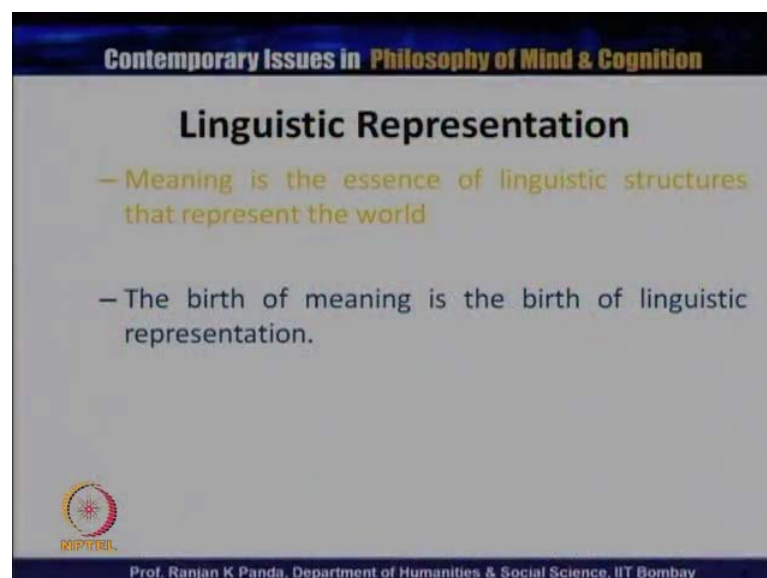 Contemporary Issues in Philosophy of Mind & Cognition
Linguistic Representation
– Meaning is the essence of linguistic structures
that represent the world
– The birth of meaning is the birth of linguistic
representation.
NPTEL
Prof. Ranjan K Panda, Department of Humanities & Social Science, IIT Bombay